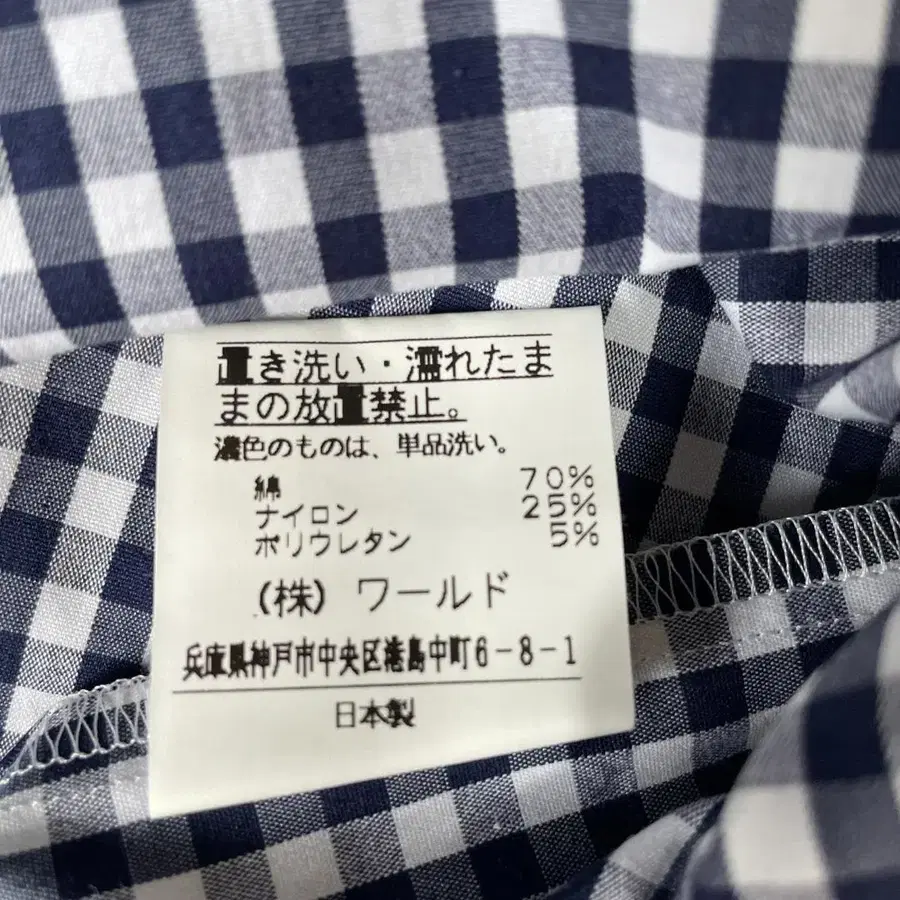 置き洗い・濡れたま
まの放置禁止。
濃色のものは、単品洗い。
綿 70%
ナイロン 25%
ポリウレタン 5%
(株) ワールド
兵庫県神戸市中央区港島中町6-8-1
日本製